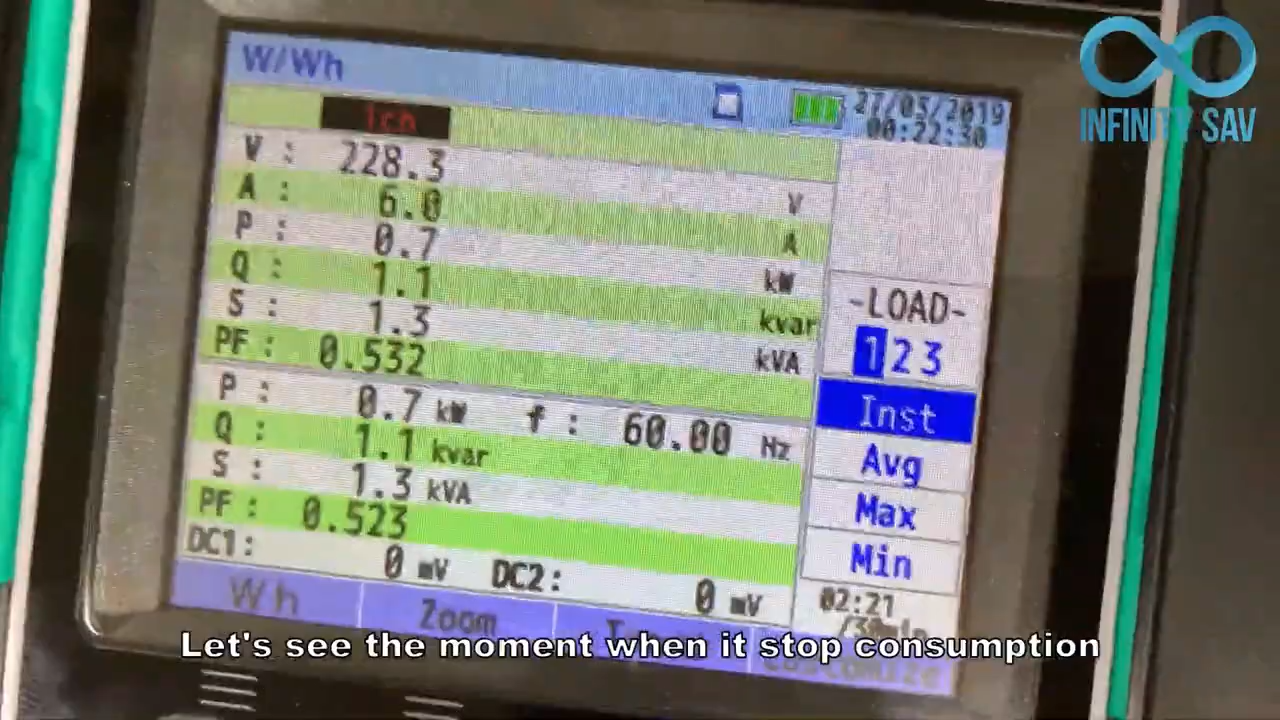 W/Wh
27/05/2019
00:22:30
INFINITY SAV
1ch
V : 228.3 V
A : 6.0 A
P : 0.7 kW
Q : 1.1 kvar
S : 1.3 kVA
PF : 0.532
P : 0.7 kW f : 60.00 Hz
Q : 1.1 kvar
S : 1.3 kVA
PF : 0.523
DC1: 0 mV DC2: 0 mV
-LOAD-
1 2 3
Inst
Avg
Max
Min
02:21
Wh Zoom Customize
Let's see the moment when it stop consumption